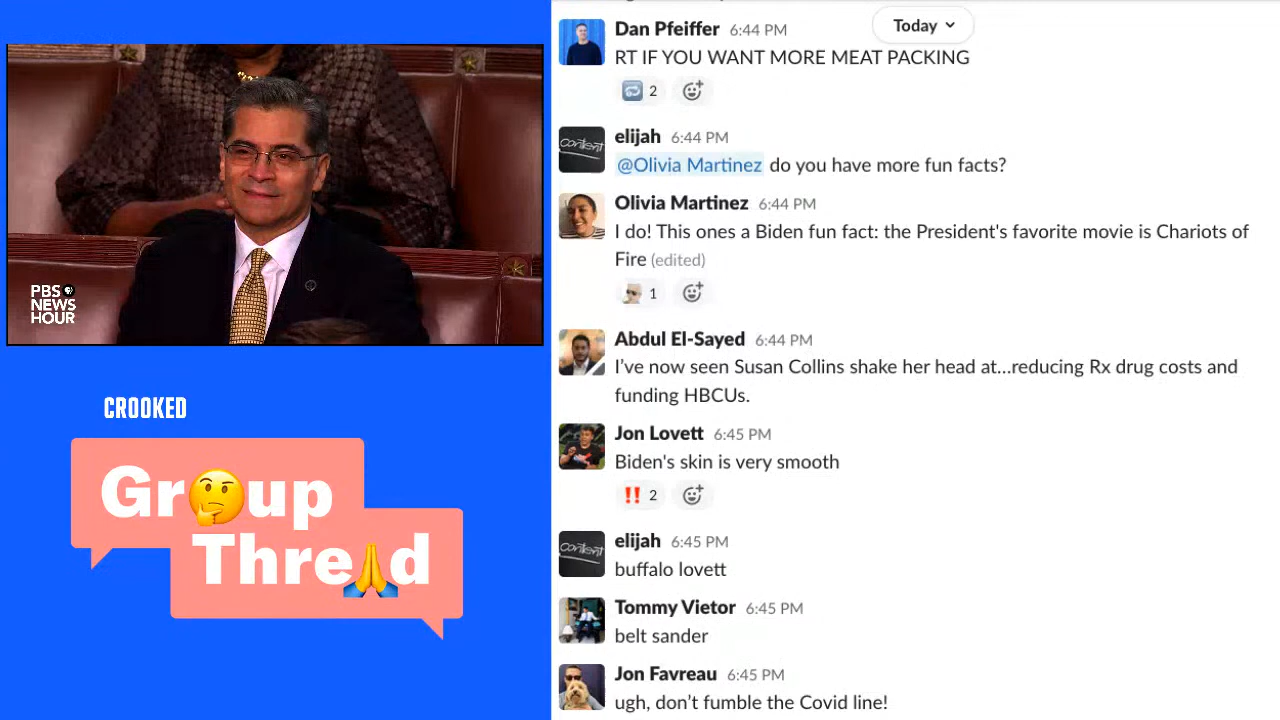 PBS
NEWS
HOUR
CROOKED
Gr🤔up
Thre🙏d
Today
Dan Pfeiffer 6:44 PM
RT IF YOU WANT MORE MEAT PACKING
2
elijah 6:44 PM
@Olivia Martinez do you have more fun facts?
Olivia Martinez 6:44 PM
I do! This ones a Biden fun fact: the President's favorite movie is Chariots of
Fire (edited)
1
Abdul El-Sayed 6:44 PM
I’ve now seen Susan Collins shake her head at...reducing Rx drug costs and
funding HBCUs.
Jon Lovett 6:45 PM
Biden's skin is very smooth
‼️ 2
content
elijah 6:45 PM
buffalo lovett
Tommy Vietor 6:45 PM
belt sander
Jon Favreau 6:45 PM
ugh, don’t fumble the Covid line!